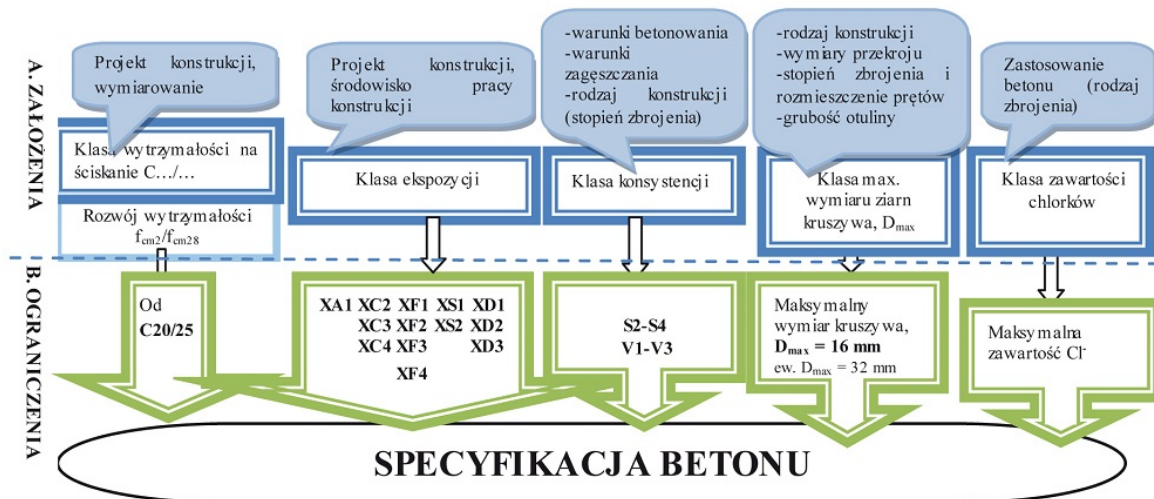 A. ZAŁOŻENIA
Projekt konstrukcji,
wymiarowanie
Klasa wytrzymałości na
ściskanie C…/…
Rozwój wytrzymałości
fcm2/fcm28
Projekt konstrukcji,
środowisko pracy
konstrukcji
Klasa ekspozycji
-warunki betonowania
-warunki
zagęszczania
-rodzaj konstrukcji
(stopień zbrojenia)
Klasa konsystencji
-rodzaj konstrukcji
-wymiary przekroju
-stopień zbrojenia i
rozmieszczenie prętów
-grubość otuliny
Klasa max.
wymiaru ziarn
kruszywa, Dmax
Zastosowanie
betonu (rodzaj
zbrojenia)
Klasa zawartości
chlorków
B. OGRANICZENIA
Od
C20/25
XA1 XC2 XF1 XS1 XD1
XC3 XF2 XS2 XD2
XC4 XF3 XD3
XF4
S2-S4
V1-V3
Maksymalny
wymiar kruszywa,
Dmax = 16 mm
ew. Dmax = 32 mm
Maksymalna
zawartość Cl-
SPECYFIKACJA BETONU